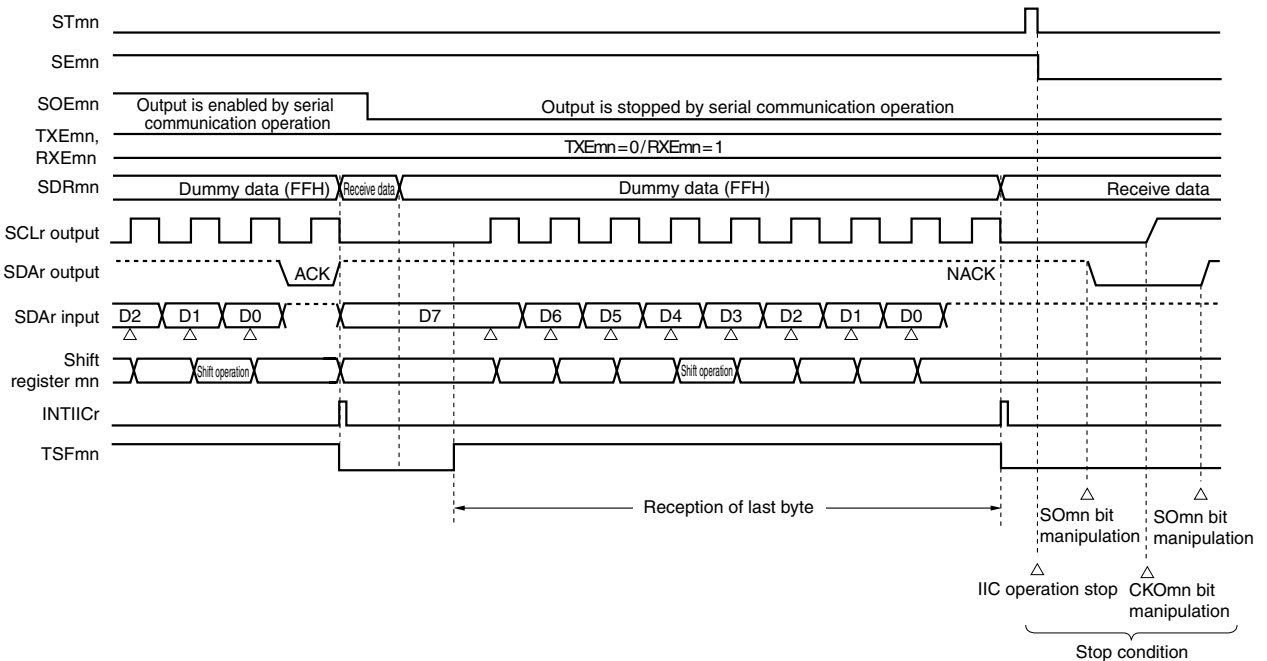 STmn
SEmn
SOEmn
Output is enabled by serial
communication operation
Output is stopped by serial communication operation
TXEmn,
RXEmn
TXEmn=0/RXEmn=1
SDRmn
Dummy data (FFH)
Receive data
Dummy data (FFH)
Receive data
SCLr output
SDAr output
ACK
NACK
SDAr input
D2
D1
D0
D7
D6
D5
D4
D3
D2
D1
D0
Shift
register mn
Shift operation
Shift operation
INTIICr
TSFmn
Reception of last byte
SOmn bit
manipulation
SOmn bit
manipulation
IIC operation stop
CKOmn bit
manipulation
Stop condition